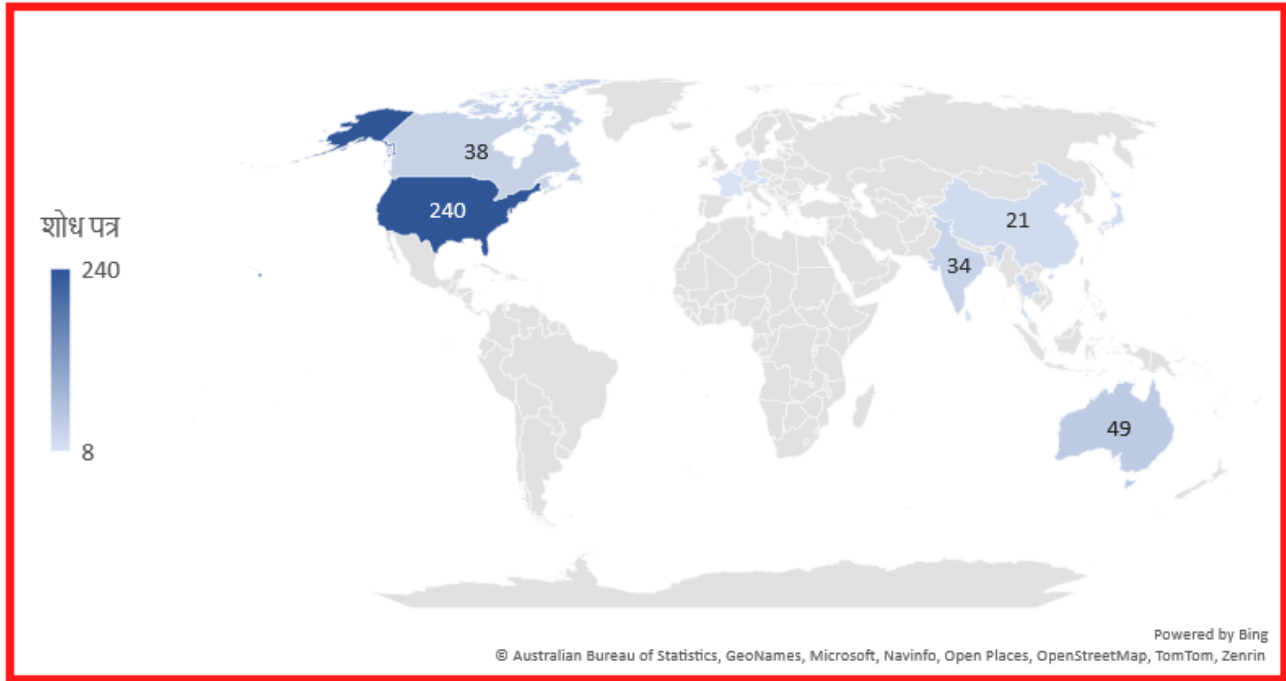 38
240
शोध पत्र
21
240
34
49
8
Powered by Bing
© Australian Bureau of Statistics, GeoNames, Microsoft, Navinfo, Open Places, OpenStreetMap, TomTom, Zenrin